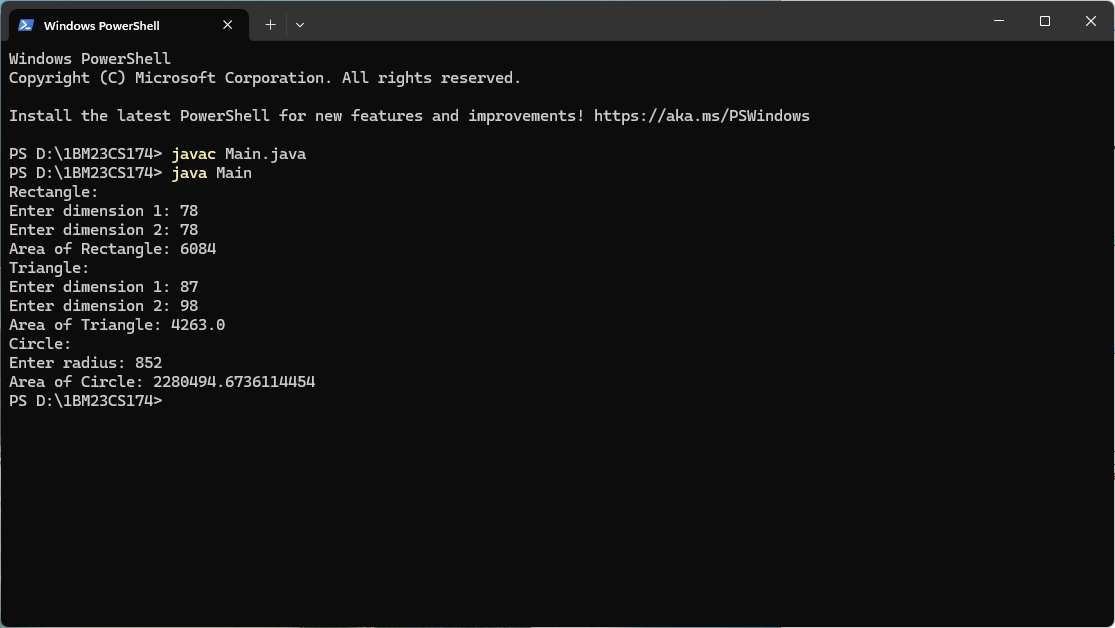 Windows PowerShell
Windows PowerShell
Copyright (C) Microsoft Corporation. All rights reserved.
Install the latest PowerShell for new features and improvements! https://aka.ms/PSWindows
PS D:\1BM23CS174> javac Main.java
PS D:\1BM23CS174> java Main
Rectangle:
Enter dimension 1: 78
Enter dimension 2: 78
Area of Rectangle: 6084
Triangle:
Enter dimension 1: 87
Enter dimension 2: 98
Area of Triangle: 4263.0
Circle:
Enter radius: 852
Area of Circle: 2280494.6736114454
PS D:\1BM23CS174>